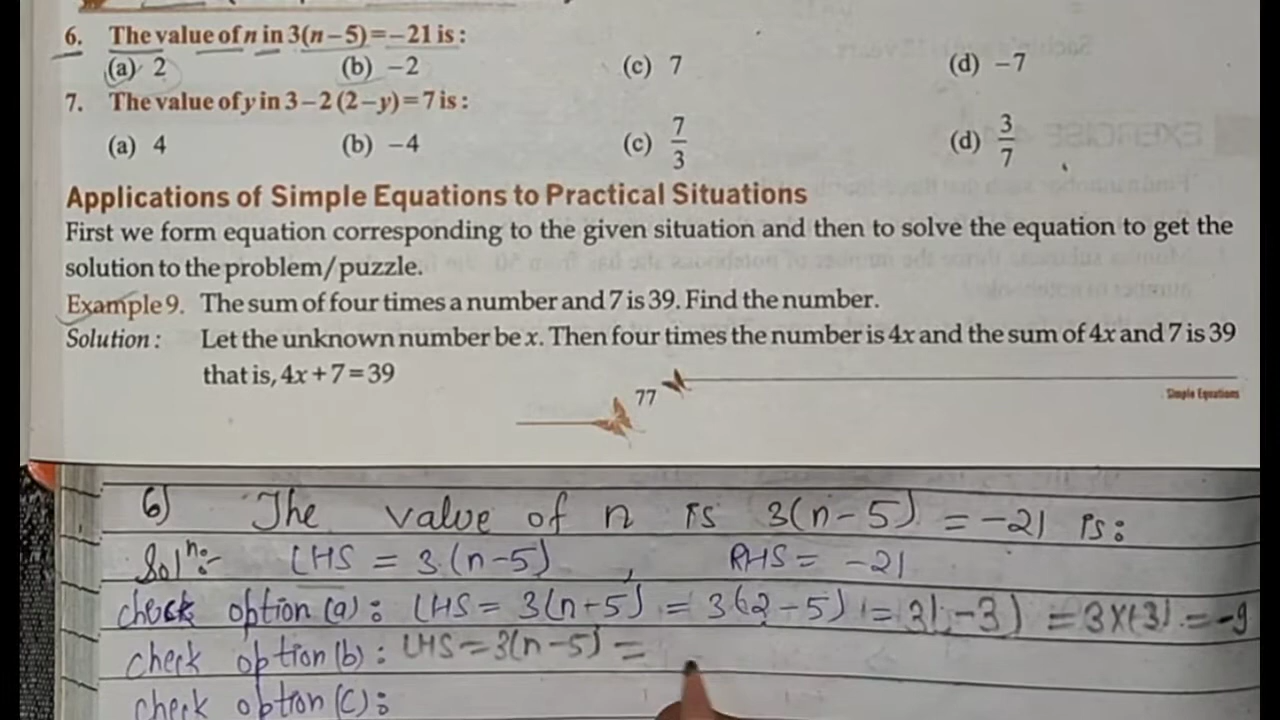 6. The value of n in 3(n−5)=−21 is:
(a) 2 (b) −2 (c) 7 (d) −7
7. The value of y in 3−2(2−y)=7 is:
(a) 4 (b) −4 (c) 7/3 (d) 3/7
Applications of Simple Equations to Practical Situations
First we form equation corresponding to the given situation and then to solve the equation to get the
solution to the problem/puzzle.
Example 9. The sum of four times a number and 7 is 39. Find the number.
Solution: Let the unknown number be x. Then four times the number is 4x and the sum of 4x and 7 is 39
that is, 4x+7=39
77
Simple Equations
6) The value of n is 3(n-5) = -21 is:
Solⁿ:- LHS = 3(n-5), RHS = -21
check option (a): LHS = 3(n-5) = 3(2-5) = 3(-3) = 3×(-3) = -9
check option (b): LHS = 3(n-5) =
check option (c):